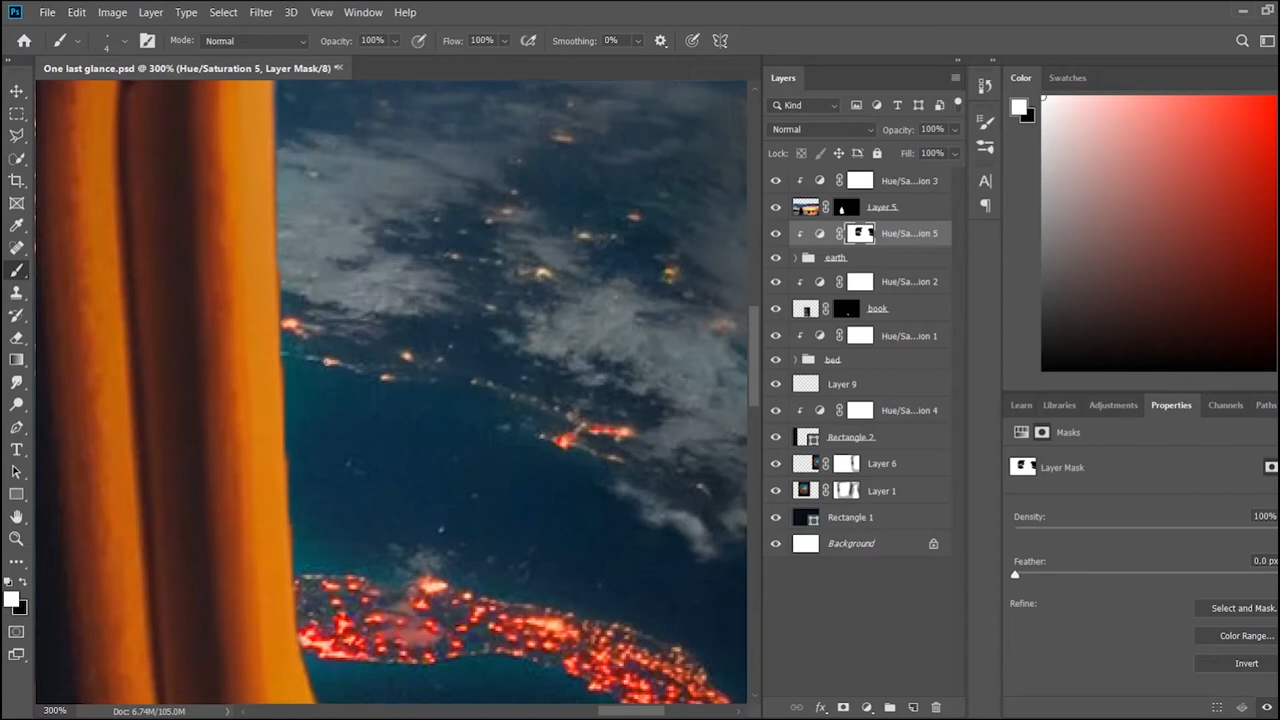 Ps File Edit Image Layer Type Select Filter 3D View Window Help
4 Mode: Normal Opacity: 100% Flow: 100% Smoothing: 0%
One last glance.psd @ 300% (Hue/Saturation 5, Layer Mask/8) *
Layers
Kind
Normal Opacity: 100%
Lock: Fill: 100%
Hue/Sa...ion 3
Layer 5
Hue/Sa...ion 5
earth
Hue/Sa...ion 2
book
Hue/Sa...ion 1
bed
Layer 9
Hue/Sa...ion 4
Rectangle 2
Layer 6
Layer 1
Rectangle 1
Background
fx
Color Swatches
Learn Libraries Adjustments Properties Channels Paths
Masks
Layer Mask
Density: 100%
Feather: 0.0 p
Refine: Select and Mask.
Color Range...
Invert
300% Doc: 6.74M/105.0M